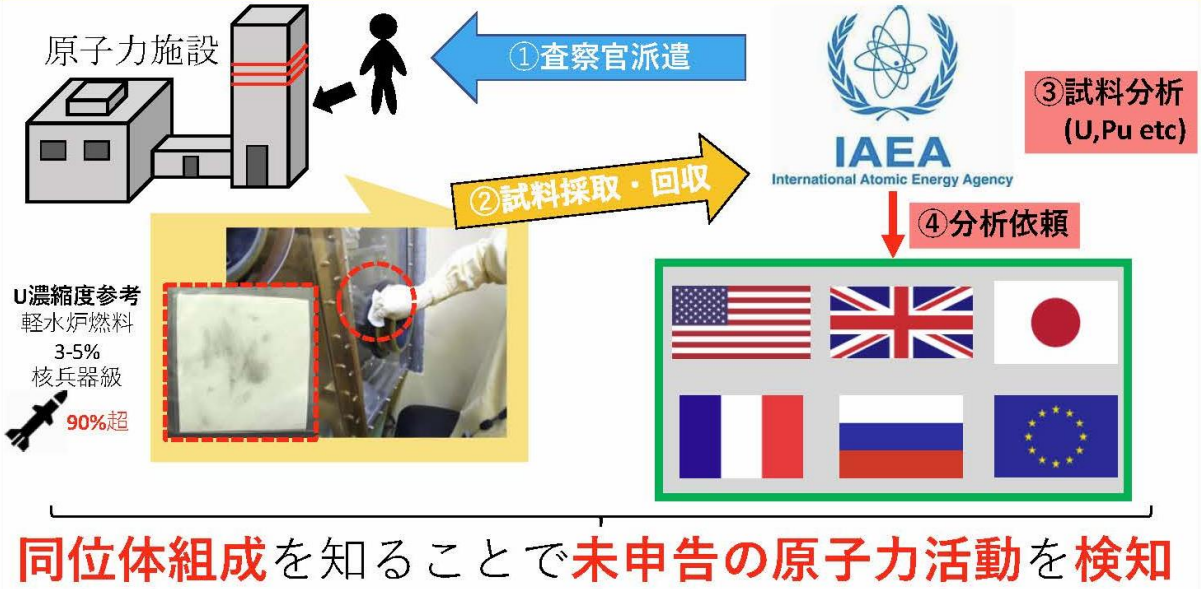 原子力施設
①査察官派遣
IAEA
International Atomic Energy Agency
③試料分析
(U,Pu etc)
②試料採取・回収
④分析依頼
U濃縮度参考
軽水炉燃料
3-5%
核兵器級
90%超
同位体組成を知ることで未申告の原子力活動を検知